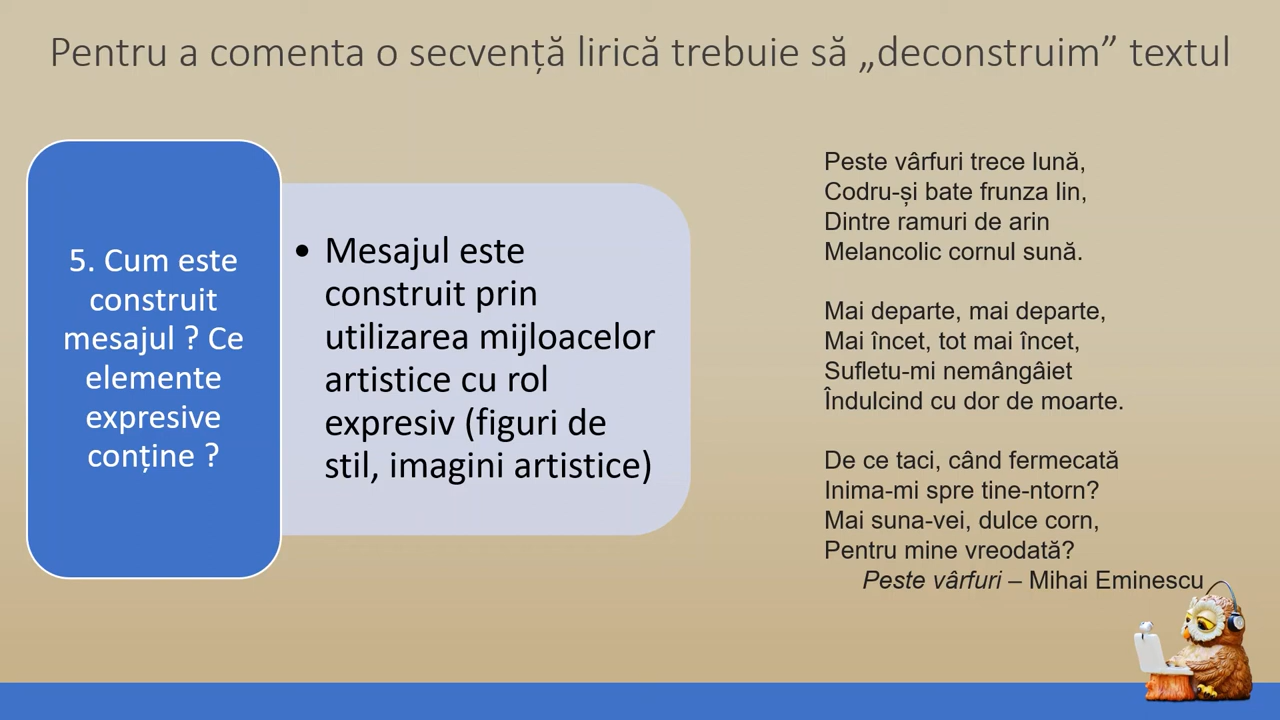 Pentru a comenta o secvență lirică trebuie să „deconstruim” textul
5. Cum este
construit
mesajul ? Ce
elemente
expresive
conține ?
• Mesajul este
construit prin
utilizarea mijloacelor
artistice cu rol
expresiv (figuri de
stil, imagini artistice)
Peste vârfuri trece lună,
Codru-și bate frunza lin,
Dintre ramuri de arin
Melancolic cornul sună.
Mai departe, mai departe,
Mai încet, tot mai încet,
Sufletu-mi nemângâiet
Îndulcind cu dor de moarte.
De ce taci, când fermecată
Inima-mi spre tine-ntorn?
Mai suna-vei, dulce corn,
Pentru mine vreodată?
Peste vârfuri – Mihai Eminescu